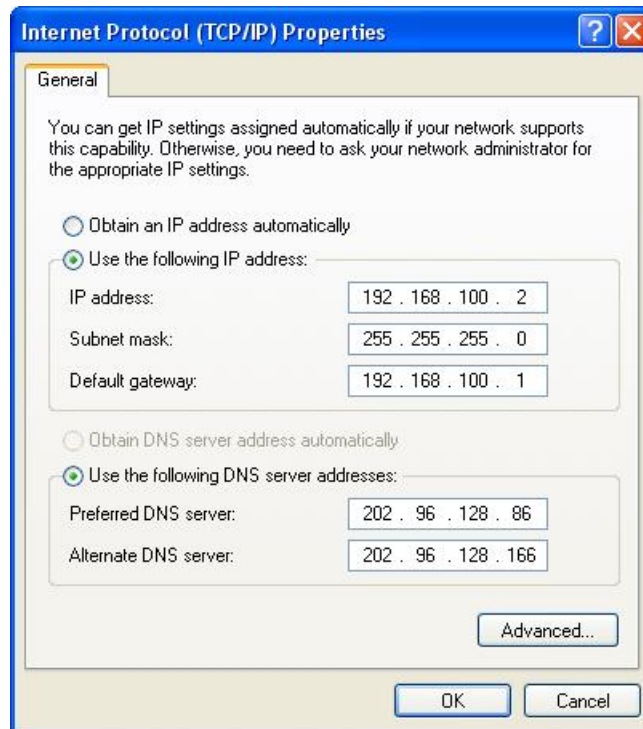 Internet Protocol (TCP/IP) Properties
General
You can get IP settings assigned automatically if your network supports
this capability. Otherwise, you need to ask your network administrator for
the appropriate IP settings.
Obtain an IP address automatically
Use the following IP address:
IP address: 192 . 168 . 100 . 2
Subnet mask: 255 . 255 . 255 . 0
Default gateway: 192 . 168 . 100 . 1
Obtain DNS server address automatically
Use the following DNS server addresses:
Preferred DNS server: 202 . 96 . 128 . 86
Alternate DNS server: 202 . 96 . 128 . 166
Advanced...
OK Cancel